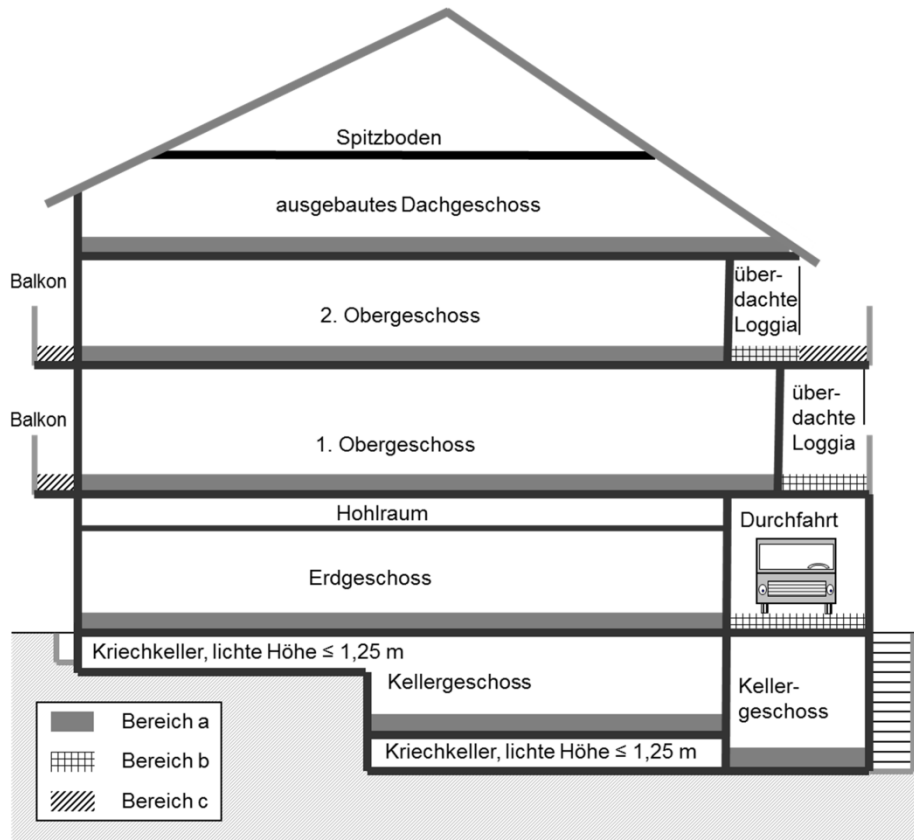 Spitzboden
ausgebautes Dachgeschoss
Balkon
2. Obergeschoss
über-
dachte
Loggia
Balkon
1. Obergeschoss
über-
dachte
Loggia
Hohlraum
Durchfahrt
Erdgeschoss
Kriechkeller, lichte Höhe ≤ 1,25 m
Kellergeschoss
Keller-
geschoss
Kriechkeller, lichte Höhe ≤ 1,25 m
Bereich a
Bereich b
Bereich c